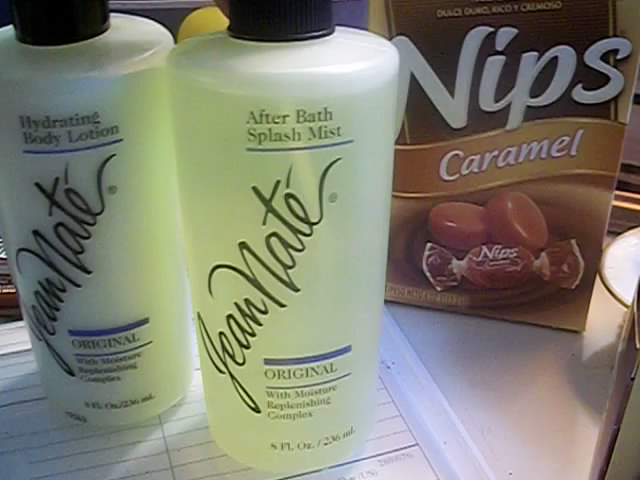 Hydrating
Body Lotion
Jean Naté®
ORIGINAL
With Moisture
Replenishing
Complex
8 Fl. Oz./236 mL
After Bath
Splash Mist
Jean Naté®
ORIGINAL
With Moisture
Replenishing
Complex
8 Fl. Oz./236 mL
DULCE DURO, RICO Y CREMOSO
Nips
Caramel
Nips